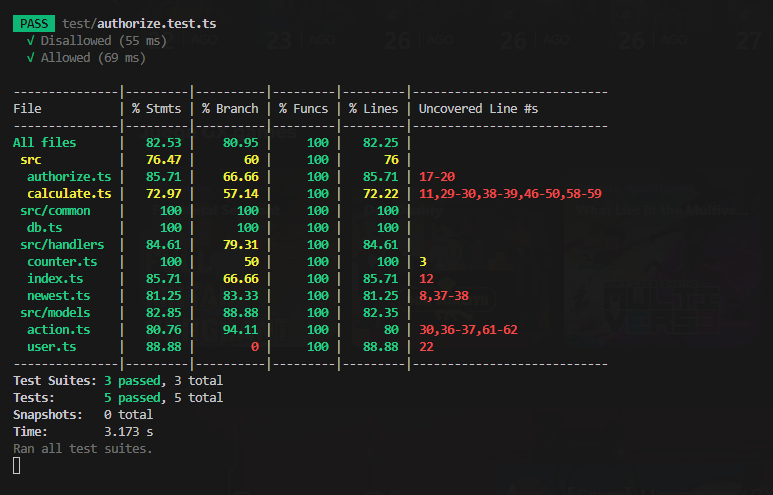 PASS test/authorize.test.ts
√ Disallowed (55 ms)
√ Allowed (69 ms)
---------------|---------|----------|---------|---------|---------------------------
File           | % Stmts | % Branch | % Funcs | % Lines | Uncovered Line #s
---------------|---------|----------|---------|---------|---------------------------
All files      |   82.53 |    80.95 |     100 |   82.25 |
 src           |   76.47 |       60 |     100 |      76 |
  authorize.ts |   85.71 |    66.66 |     100 |   85.71 | 17-20
  calculate.ts |   72.97 |    57.14 |     100 |   72.22 | 11,29-30,38-39,46-50,58-59
 src/common    |     100 |      100 |     100 |     100 |
  db.ts        |     100 |      100 |     100 |     100 |
 src/handlers  |   84.61 |    79.31 |     100 |   84.61 |
  counter.ts   |     100 |       50 |     100 |     100 | 3
  index.ts     |   85.71 |    66.66 |     100 |   85.71 | 12
  newest.ts    |   81.25 |    83.33 |     100 |   81.25 | 8,37-38
 src/models    |   82.85 |    88.88 |     100 |   82.35 |
  action.ts    |   80.76 |    94.11 |     100 |      80 | 30,36-37,61-62
  user.ts      |   88.88 |        0 |     100 |   88.88 | 22
---------------|---------|----------|---------|---------|---------------------------
Test Suites: 3 passed, 3 total
Tests:       5 passed, 5 total
Snapshots:   0 total
Time:        3.173 s
Ran all test suites.